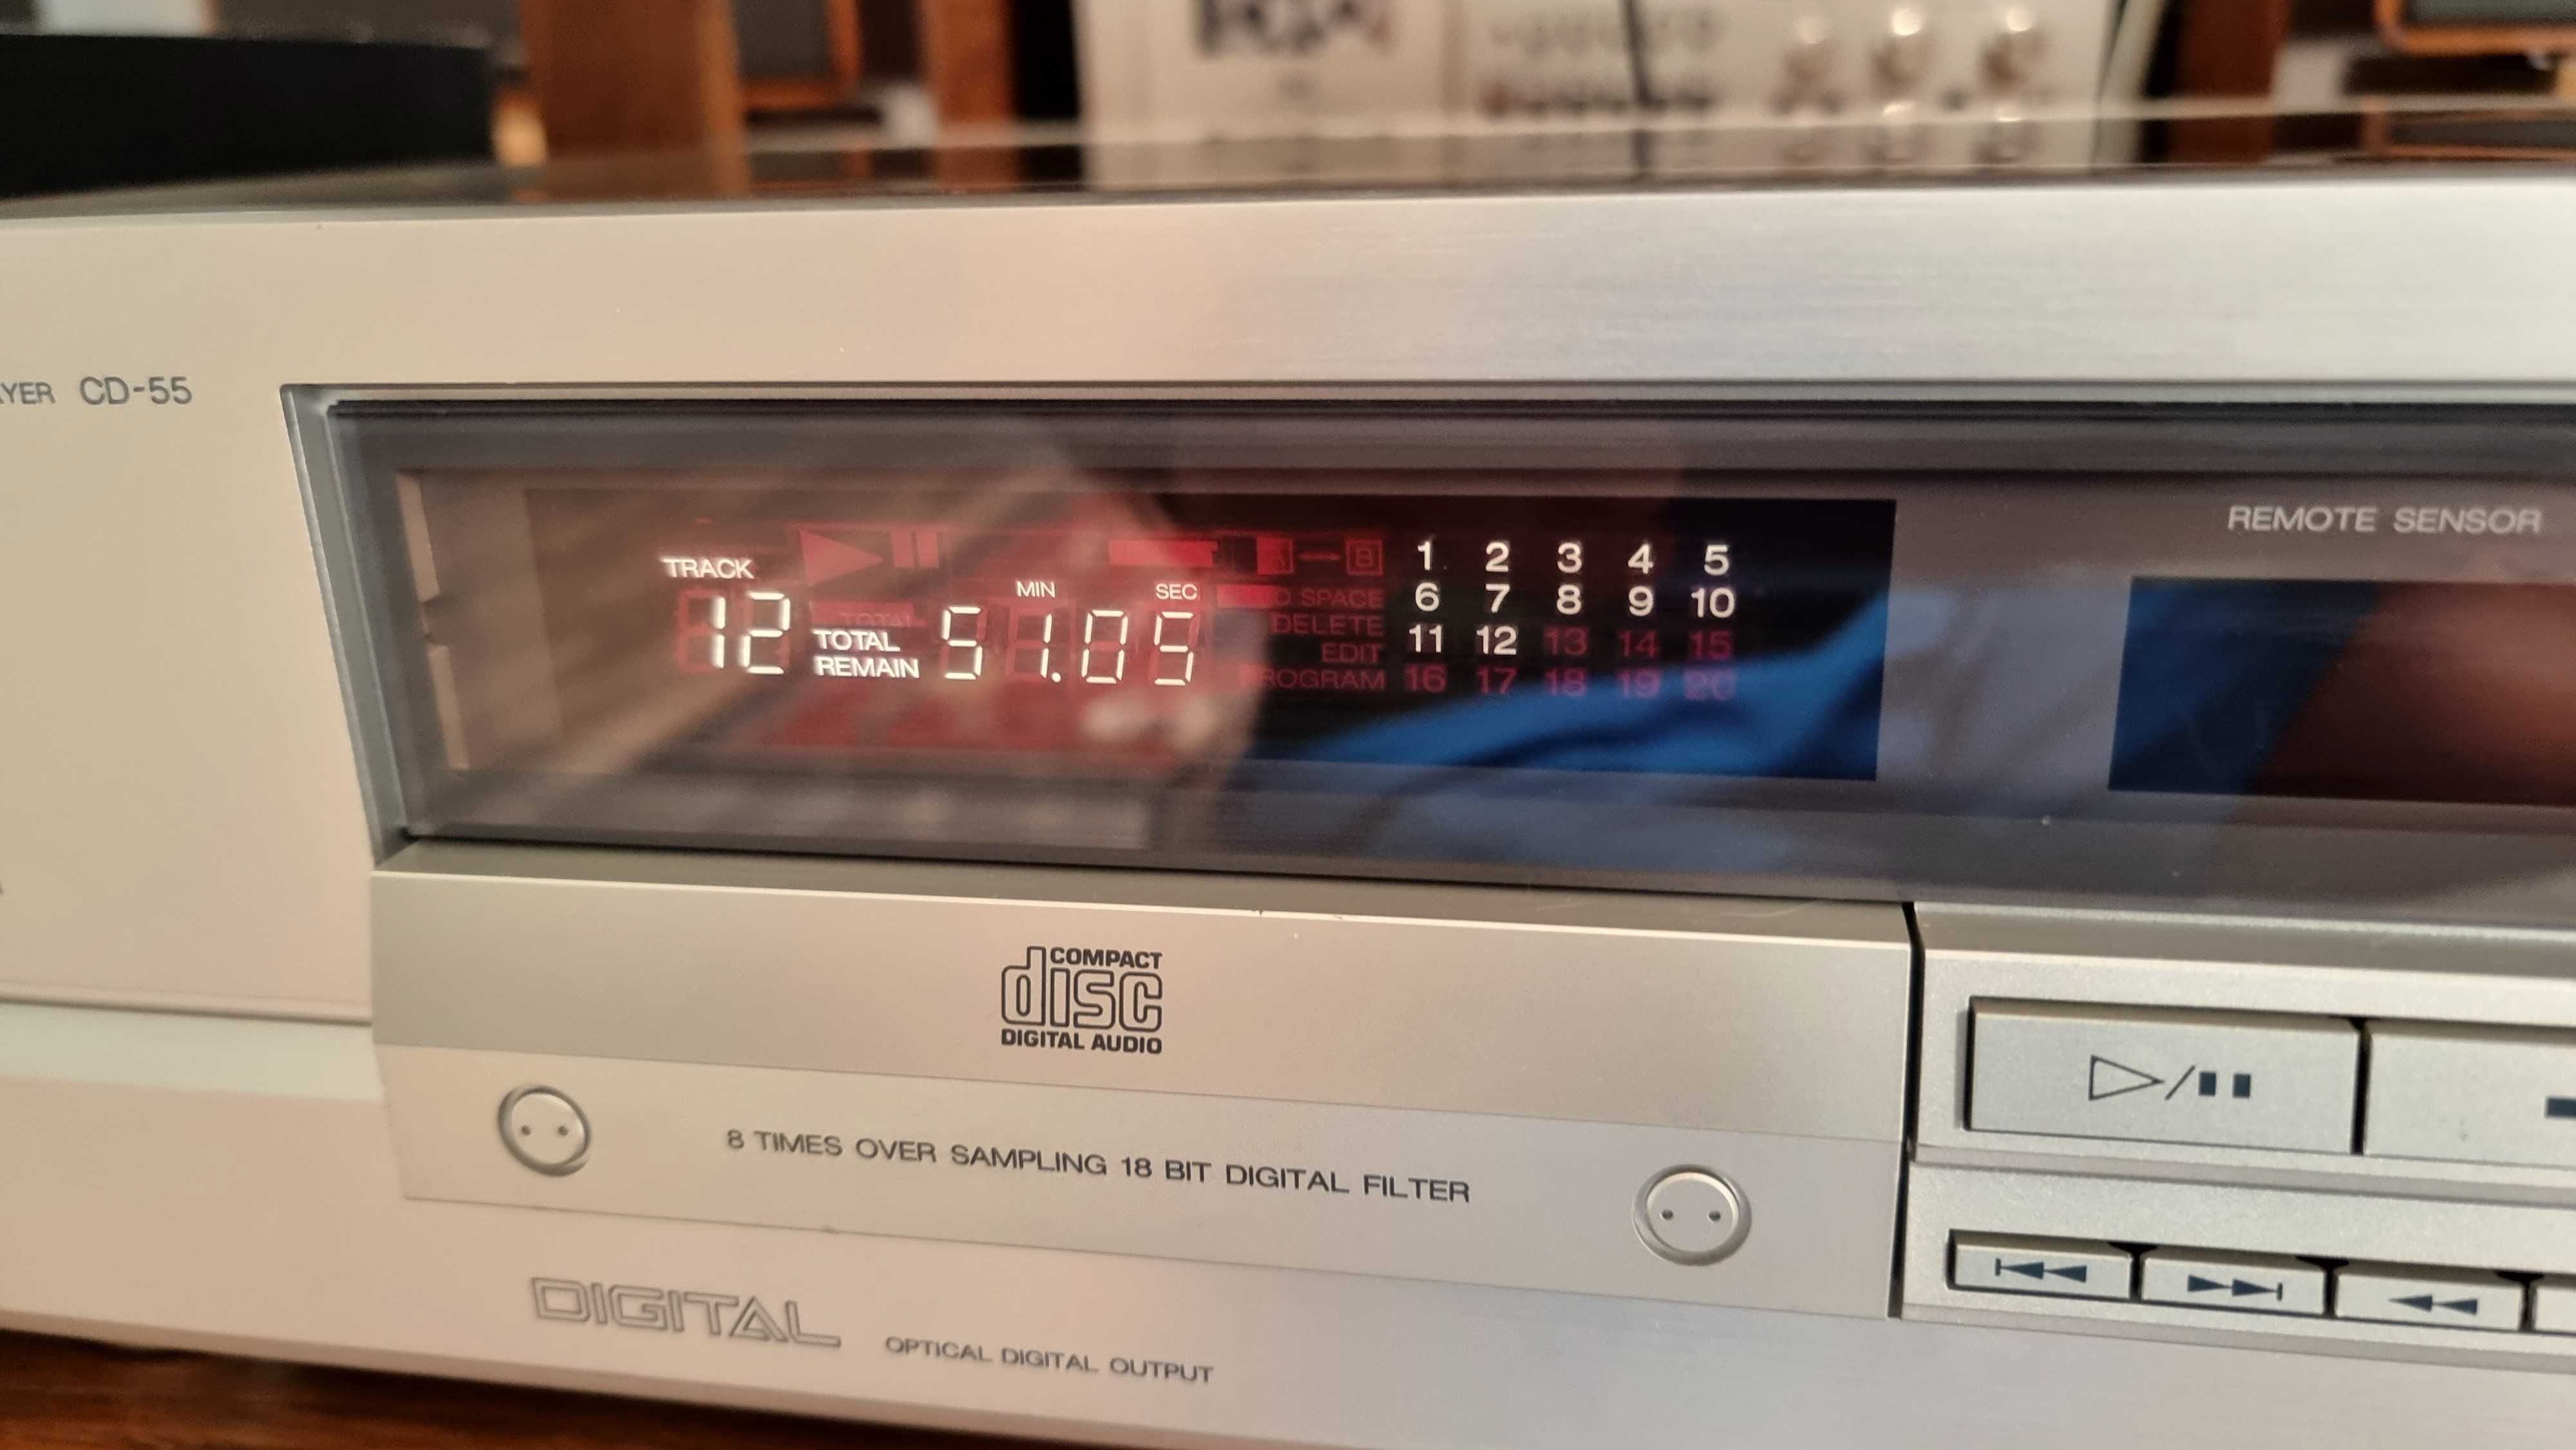 CD-55
REMOTE SENSOR
TRACK
MIN SEC
12 TOTAL REMAIN 51.05
A B
SPACE
DELETE
EDIT
1 2 3 4 5
6 7 8 9 10
11 12 13 14 15
16 17 18 19 20
COMPACT
disc
DIGITAL AUDIO
8 TIMES OVER SAMPLING 18 BIT DIGITAL FILTER
DIGITAL
OPTICAL DIGITAL OUTPUT